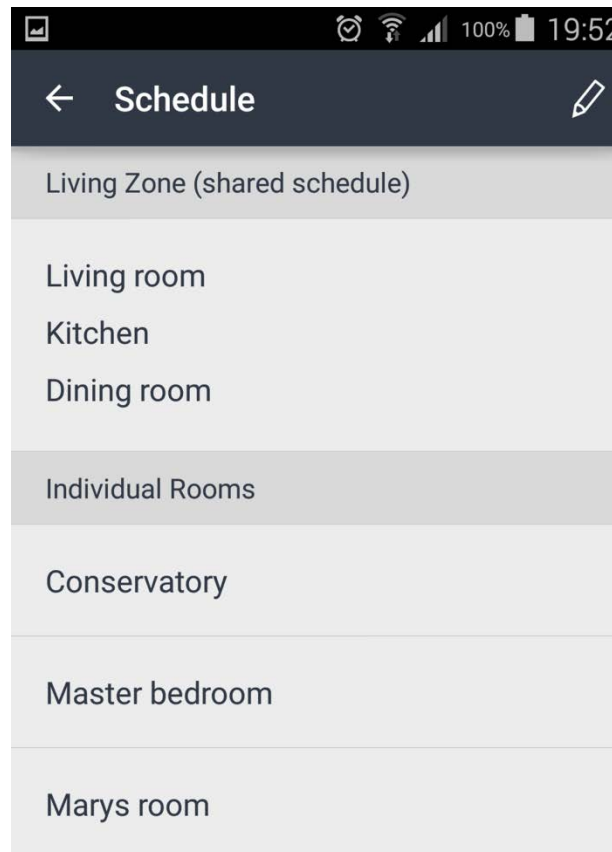 100% 19:52
Schedule
Living Zone (shared schedule)
Living room
Kitchen
Dining room
Individual Rooms
Conservatory
Master bedroom
Marys room